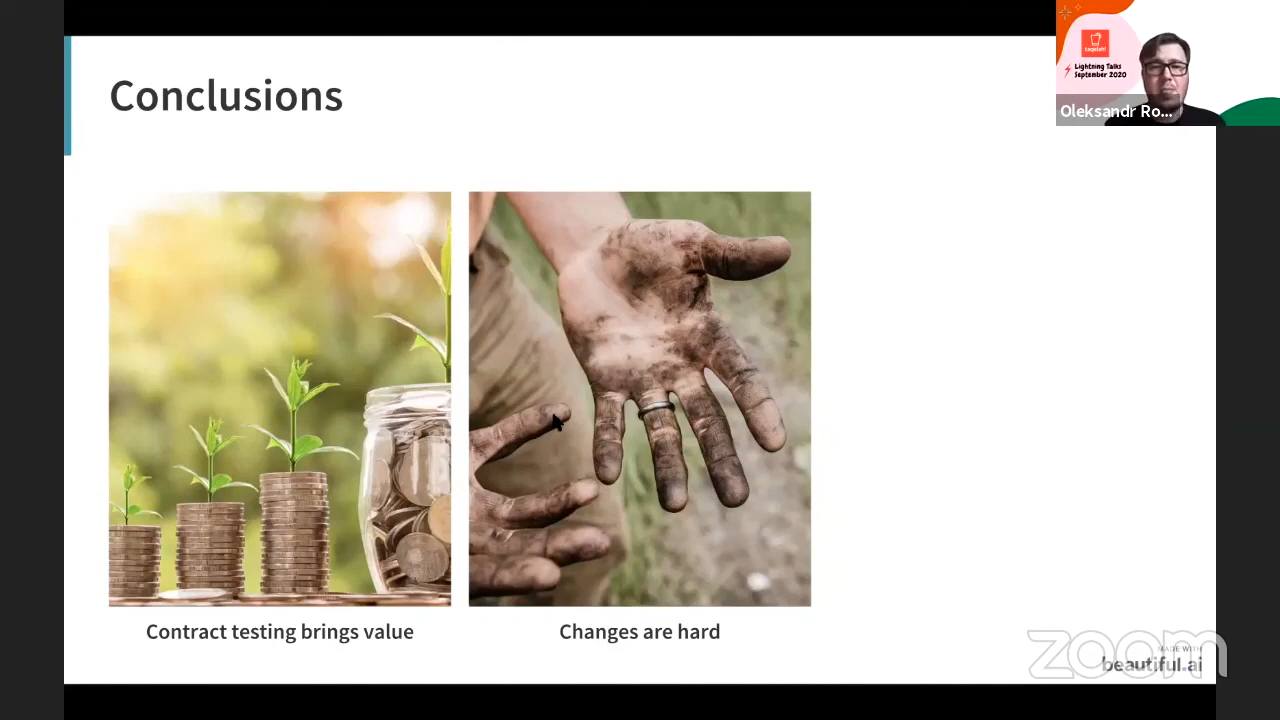 Conclusions
taqelah!
Lightning Talks
September 2020
Oleksandr Ro...
Contract testing brings value
Changes are hard
zoom
MADE WITH
beautiful.ai